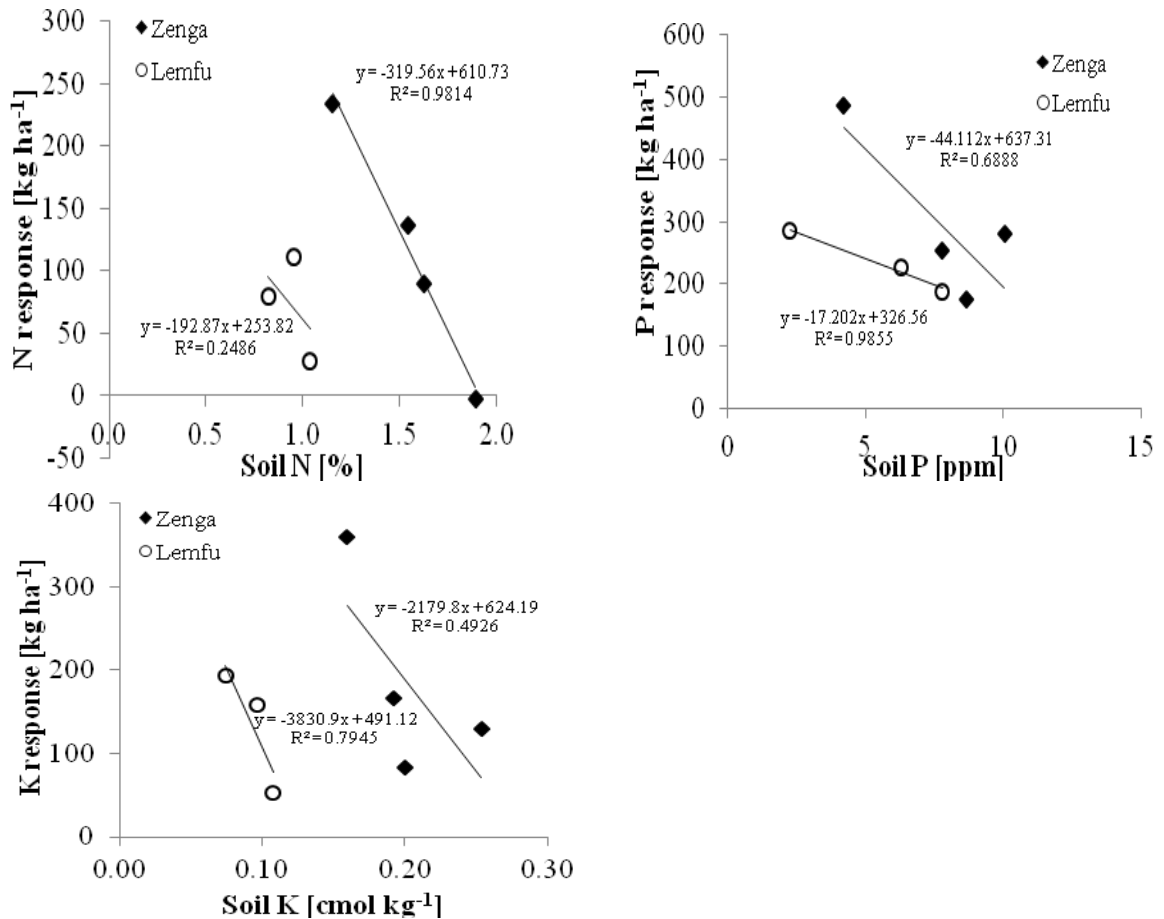 300
250
200
150
100
50
0
-50
N response [kg ha⁻¹]
Zenga
Lemfu
y = -319.56x + 610.73
R² = 0.9814
y = -192.87x + 253.82
R² = 0.2486
0.0 0.5 1.0 1.5 2.0
Soil N [%]
600
500
400
300
200
100
0
P response [kg ha⁻¹]
Zenga
Lemfu
y = -44.112x + 637.31
R² = 0.6888
y = -17.202x + 326.56
R² = 0.9855
0 5 10 15
Soil P [ppm]
400
300
200
100
0
K response [kg ha⁻¹]
Zenga
Lemfu
y = -2179.8x + 624.19
R² = 0.4926
y = -3830.9x + 491.12
R² = 0.7945
0.00 0.10 0.20 0.30
Soil K [cmol kg⁻¹]